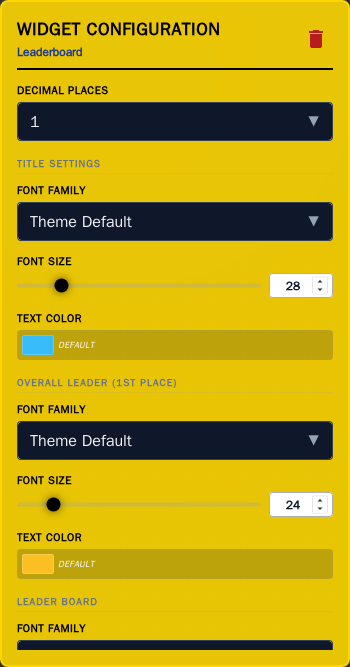 WIDGET CONFIGURATION
Leaderboard
DECIMAL PLACES
1
TITLE SETTINGS
FONT FAMILY
Theme Default
FONT SIZE
28
TEXT COLOR
DEFAULT
OVERALL LEADER (1ST PLACE)
FONT FAMILY
Theme Default
FONT SIZE
24
TEXT COLOR
DEFAULT
LEADER BOARD
FONT FAMILY